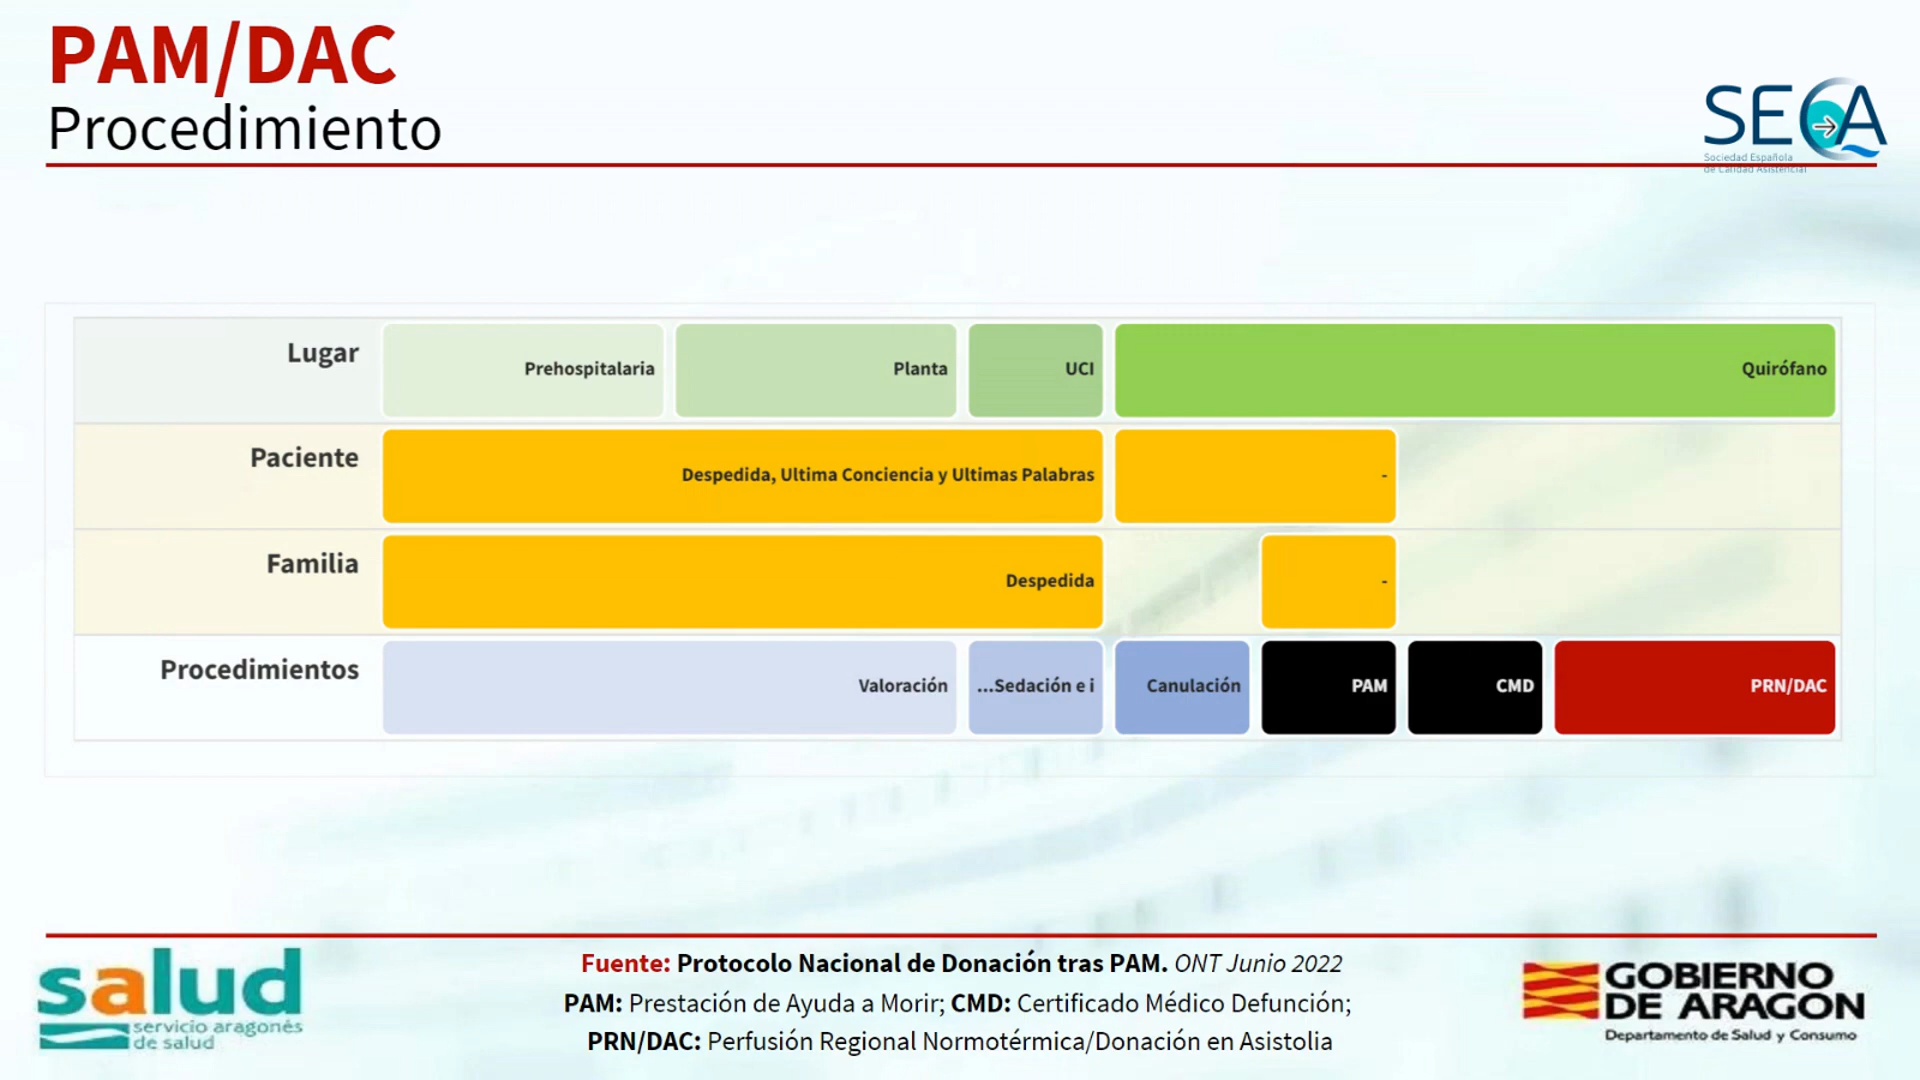 PAM/DAC
Procedimiento
SECA
Sociedad Española
de Calidad Asistencial
Lugar
Prehospitalaria
Planta
UCI
Quirófano
Paciente
Despedida, Ultima Conciencia y Ultimas Palabras
-
Familia
Despedida
-
Procedimientos
Valoración
...Sedación e i
Canulación
PAM
CMD
PRN/DAC
Fuente: Protocolo Nacional de Donación tras PAM. ONT Junio 2022
PAM: Prestación de Ayuda a Morir; CMD: Certificado Médico Defunción;
PRN/DAC: Perfusión Regional Normotérmica/Donación en Asistolia
salud
servicio aragonés
de salud
GOBIERNO
DE ARAGON
Departamento de Salud y Consumo